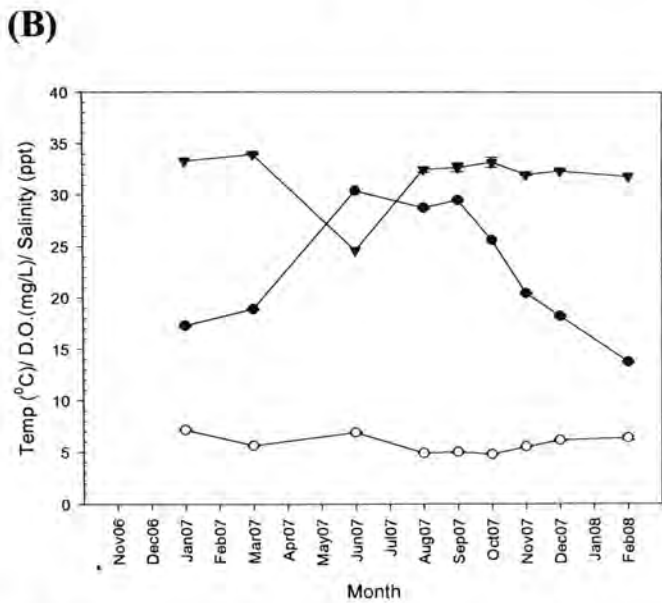 (B)
40
35
30
25
20
15
10
5
0
Temp (⁰C)/ D.O.(mg/L)/ Salinity (ppt)
Nov06
Dec06
Jan07
Feb07
Mar07
Apr07
May07
Jun07
Jul07
Aug07
Sep07
Oct07
Nov07
Dec07
Jan08
Feb08
Month